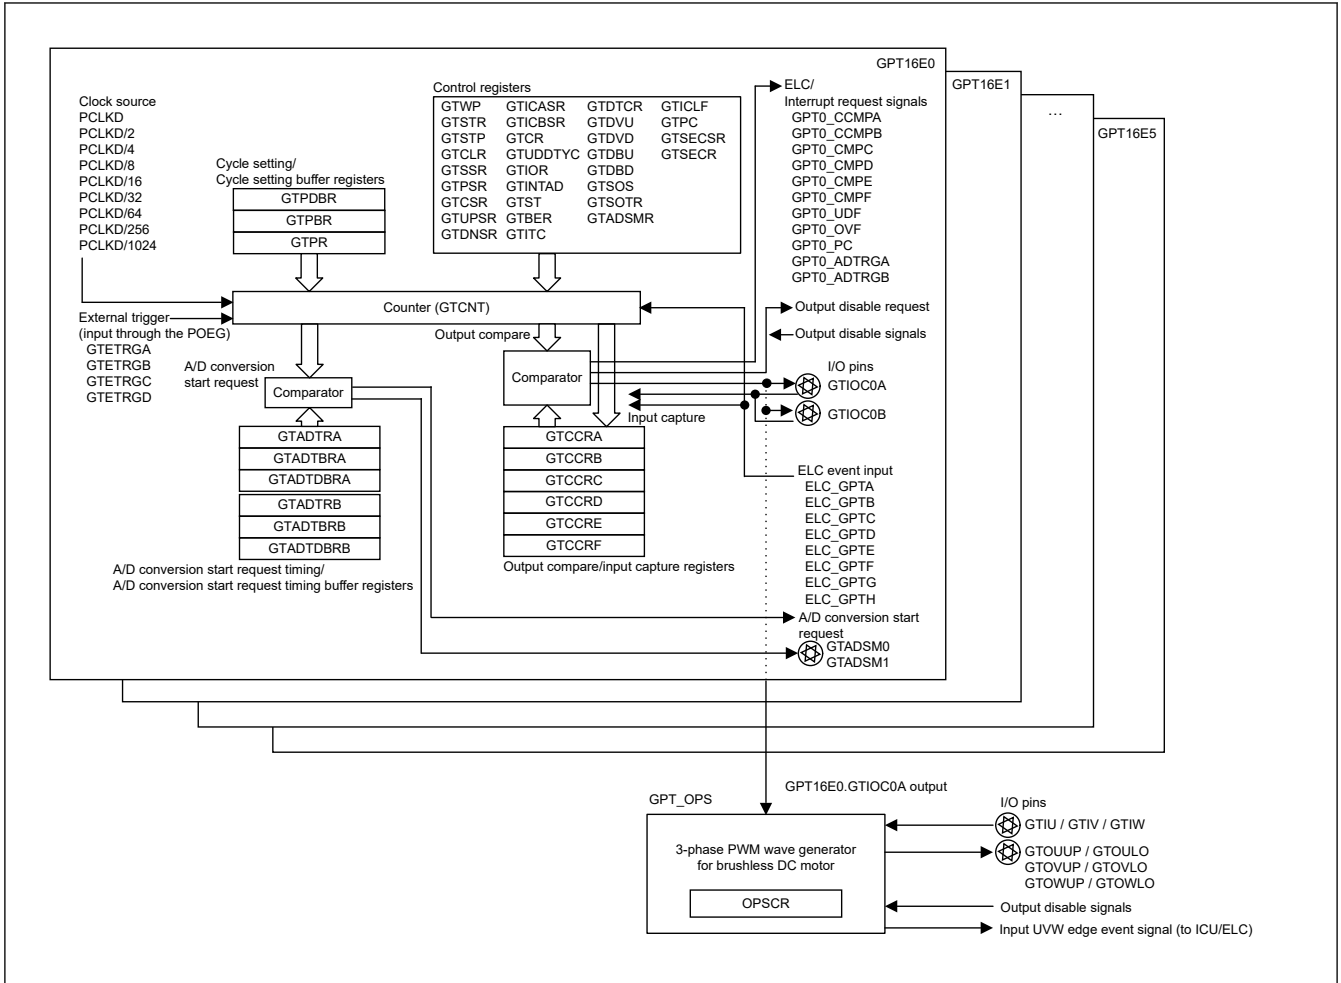 GPT16E0
GPT16E1
...
GPT16E5
Clock source
PCLKD
PCLKD/2
PCLKD/4
PCLKD/8
PCLKD/16
PCLKD/32
PCLKD/64
PCLKD/256
PCLKD/1024
Cycle setting/
Cycle setting buffer registers
GTPDBR
GTPBR
GTPR
Control registers
GTWP GTICASR GTDTCR GTICLF
GTSTR GTICBSR GTDVU GTPC
GTSTP GTCR GTDVD GTSECSR
GTCLR GTUDDTYC GTDBU GTSECR
GTSSR GTIOR GTDBD
GTPSR GTINTAD GTSOS
GTCSR GTST GTSOTR
GTUPSR GTBER GTADSMR
GTDNSR GTITC
ELC/
Interrupt request signals
GPT0_CCMPA
GPT0_CCMPB
GPT0_CMPC
GPT0_CMPD
GPT0_CMPE
GPT0_CMPF
GPT0_UDF
GPT0_OVF
GPT0_PC
GPT0_ADTRGA
GPT0_ADTRGB
Counter (GTCNT)
External trigger
(input through the POEG)
GTETRGA
GTETRGB
GTETRGC
GTETRGD
A/D conversion
start request
Comparator
Output compare
Comparator
Output disable request
Output disable signals
I/O pins
GTIOC0A
GTIOC0B
Input capture
GTADTRA
GTADTBRA
GTADTDBRA
GTADTRB
GTADTBRB
GTADTDBRB
A/D conversion start request timing/
A/D conversion start request timing buffer registers
GTCCRA
GTCCRB
GTCCRC
GTCCRD
GTCCRE
GTCCRF
Output compare/input capture registers
ELC event input
ELC_GPTA
ELC_GPTB
ELC_GPTC
ELC_GPTD
ELC_GPTE
ELC_GPTF
ELC_GPTG
ELC_GPTH
A/D conversion start
request
GTADSM0
GTADSM1
GPT16E0.GTIOC0A output
GPT_OPS
3-phase PWM wave generator
for brushless DC motor
OPSCR
I/O pins
GTIU / GTIV / GTIW
GTOUUP / GTOULO
GTOVUP / GTOVLO
GTOWUP / GTOWLO
Output disable signals
Input UVW edge event signal (to ICU/ELC)